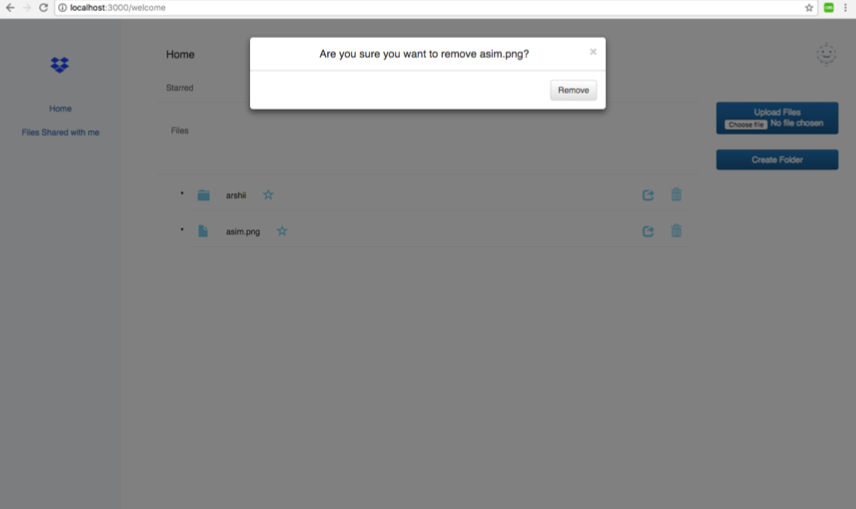 localhost:3000/welcome
Home
Are you sure you want to remove asim.png?
×
Remove
Starred
Home
Files Shared with me
Files
Upload Files
Choose file No file chosen
Create Folder
arshii
asim.png